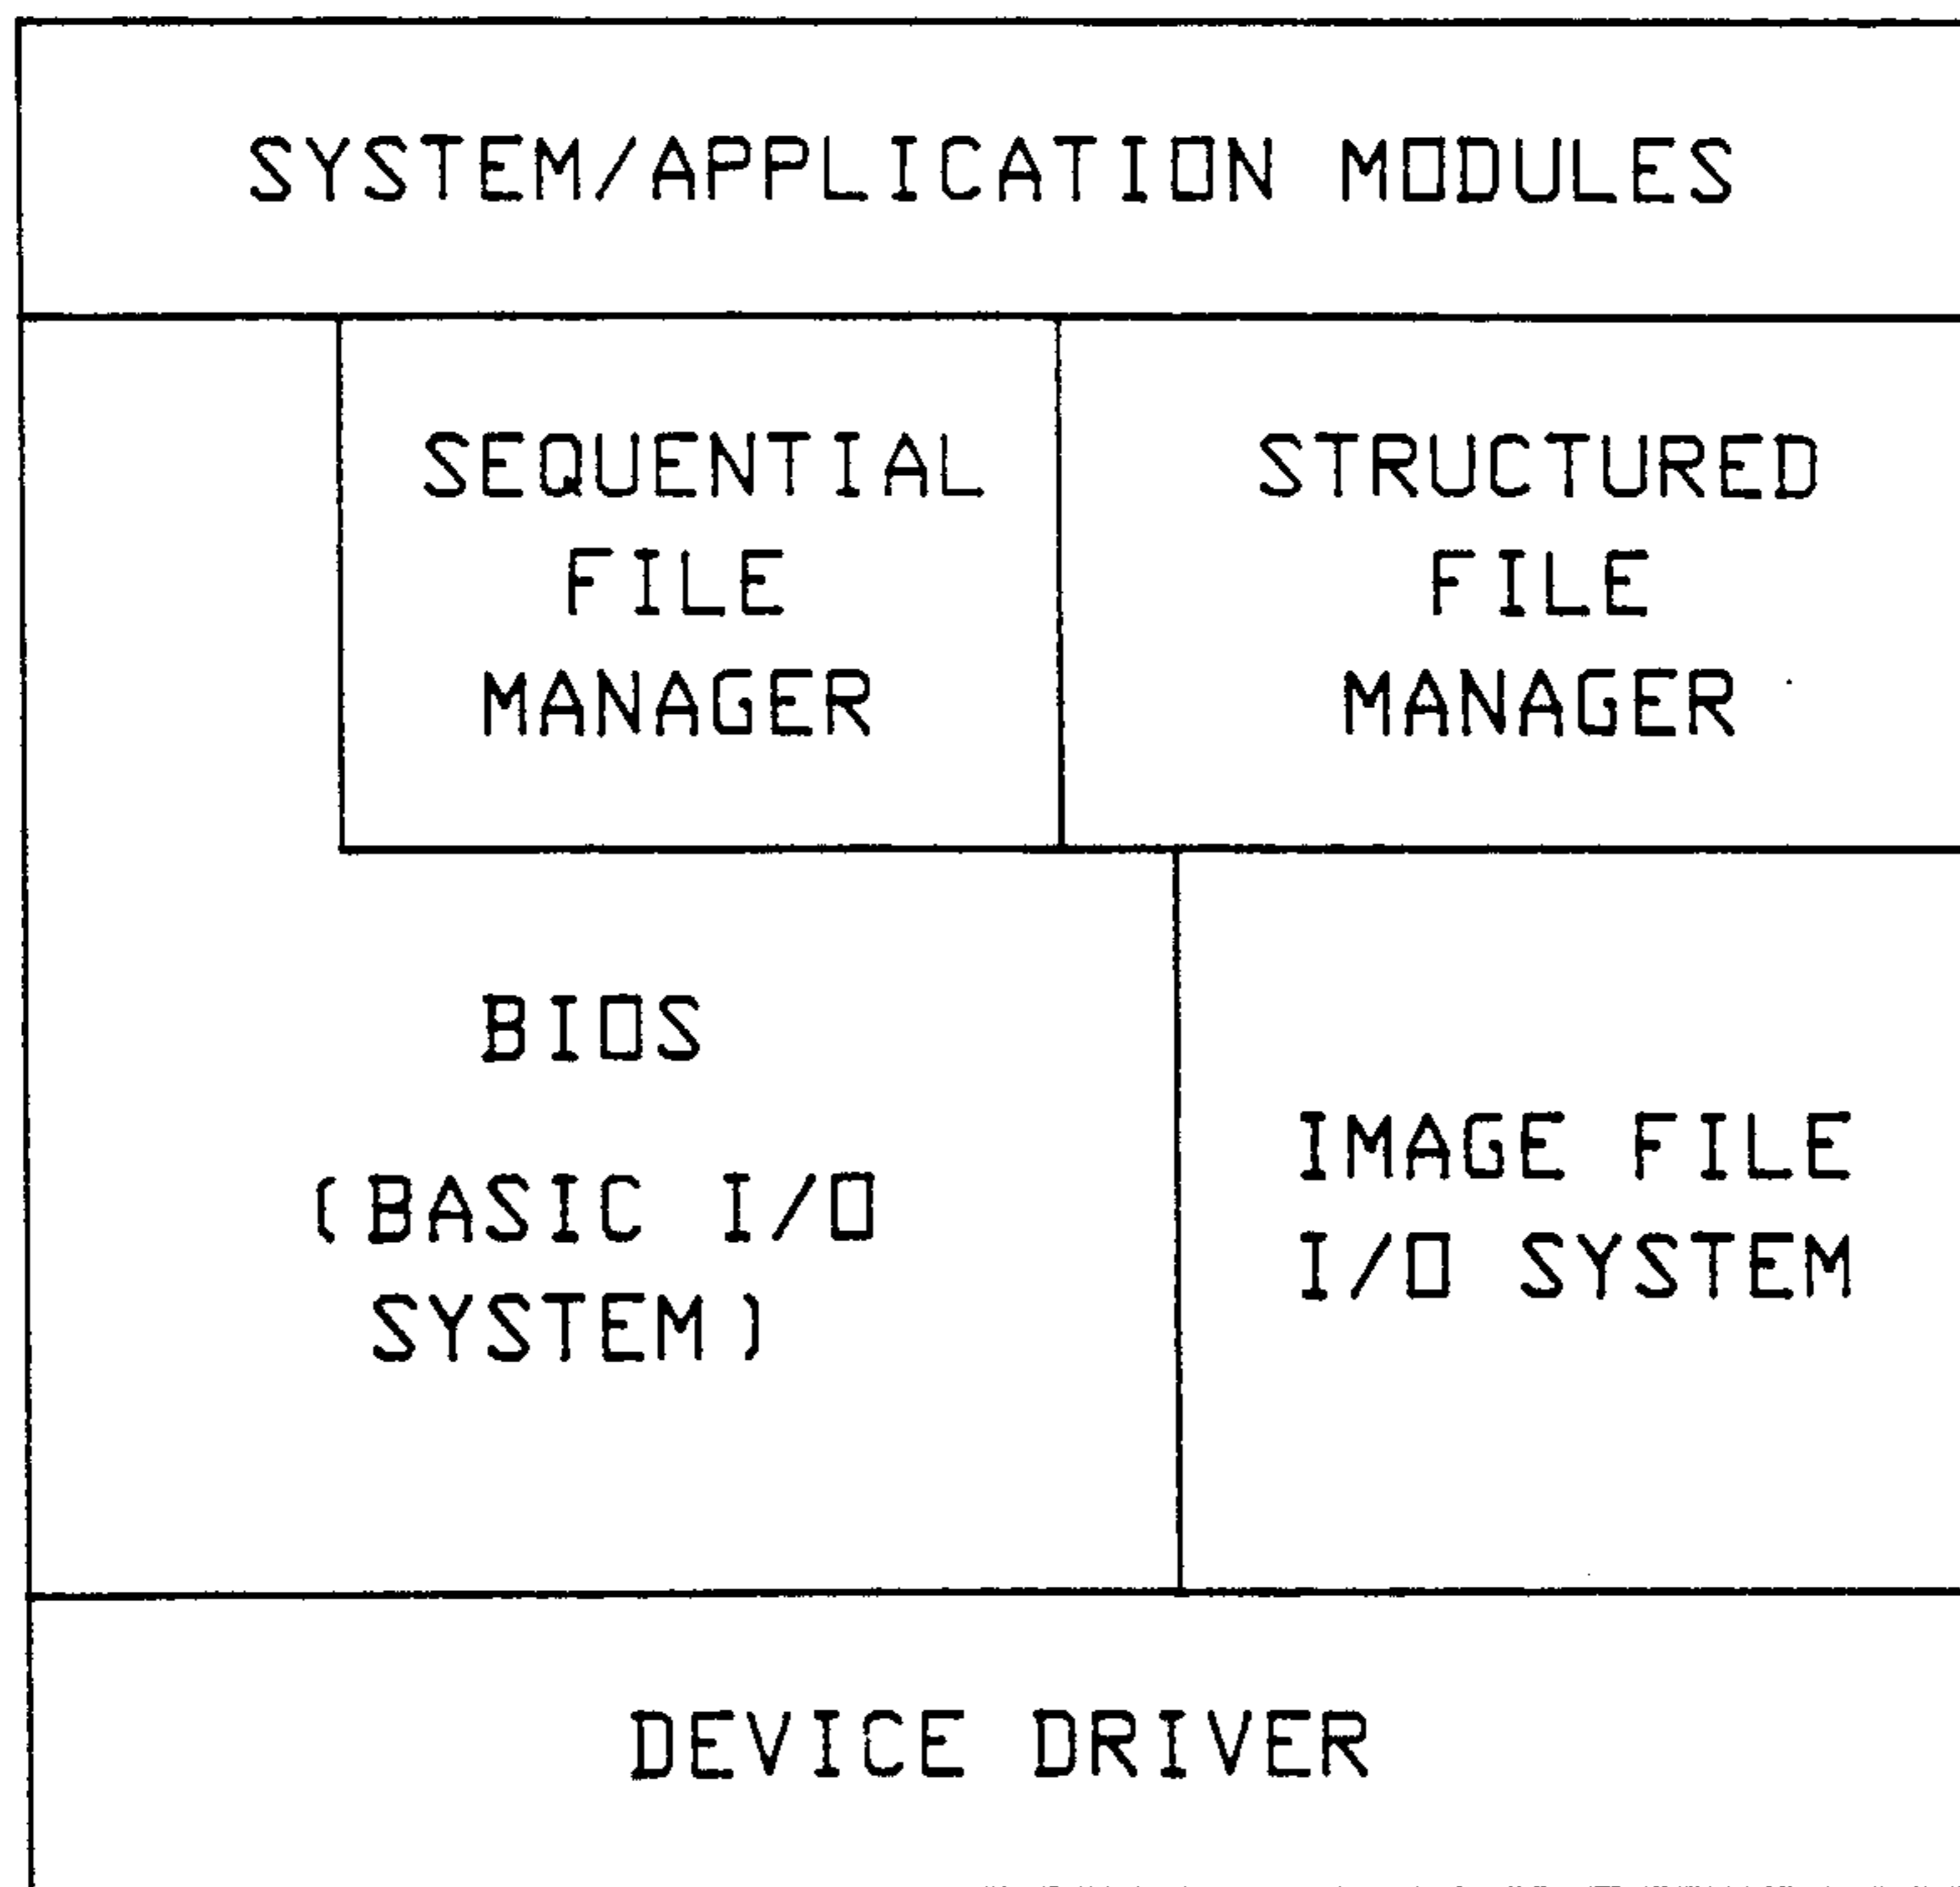 SYSTEM/APPLICATION MODULES
SEQUENTIAL
FILE
MANAGER
STRUCTURED
FILE
MANAGER
BIOS
(BASIC I/O
SYSTEM)
IMAGE FILE
I/O SYSTEM
DEVICE DRIVER